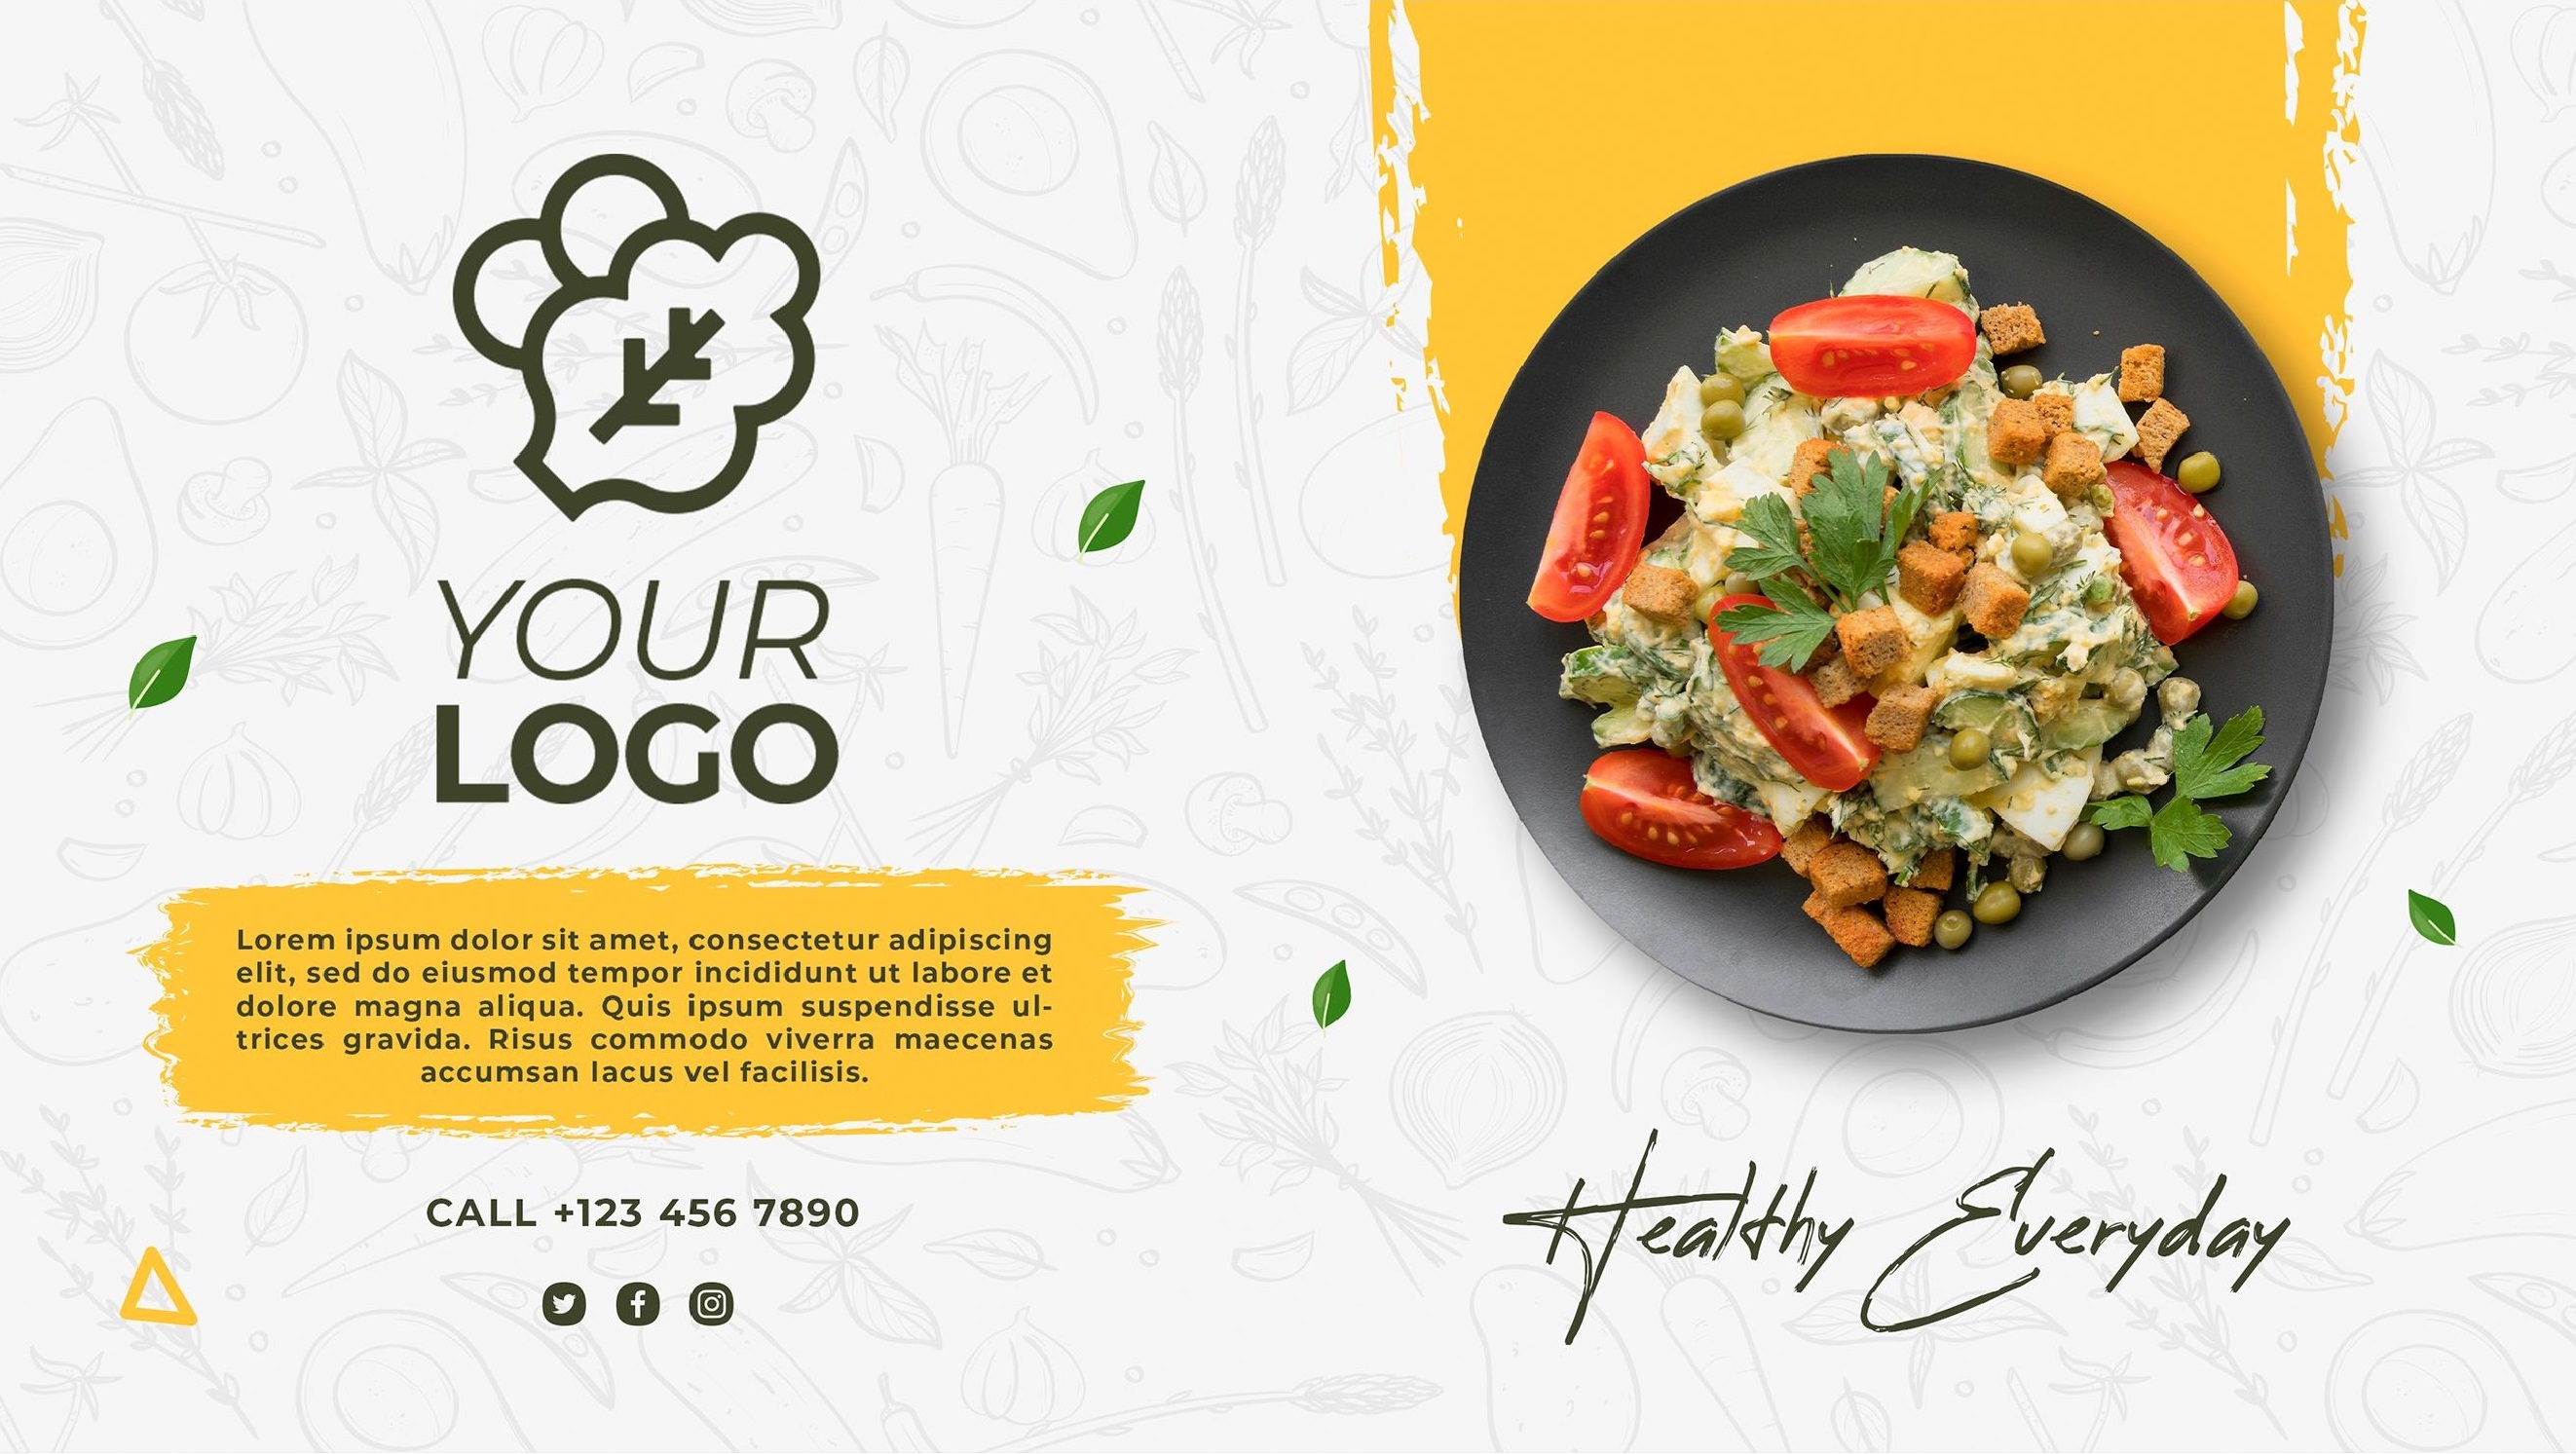 YOUR
LOGO
Lorem ipsum dolor sit amet, consectetur adipiscing
elit, sed do eiusmod tempor incididunt ut labore et
dolore magna aliqua. Quis ipsum suspendisse ul-
trices gravida. Risus commodo viverra maecenas
accumsan lacus vel facilisis.
CALL +123 456 7890
Healthy Everyday